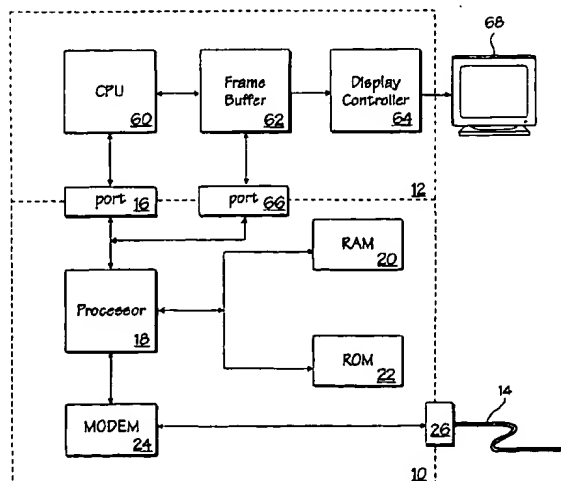 68
CPU
60
Frame
Buffer
62
Display
Controller
64
port
16
port
66
12
RAM
20
Processor
18
ROM
22
MODEM
24
26
14
10